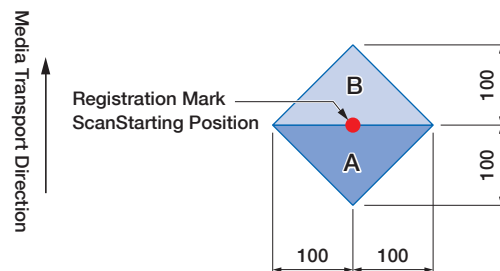 Media Transport Direction
Registration Mark
ScanStarting Position
B
A
100
100
100
100